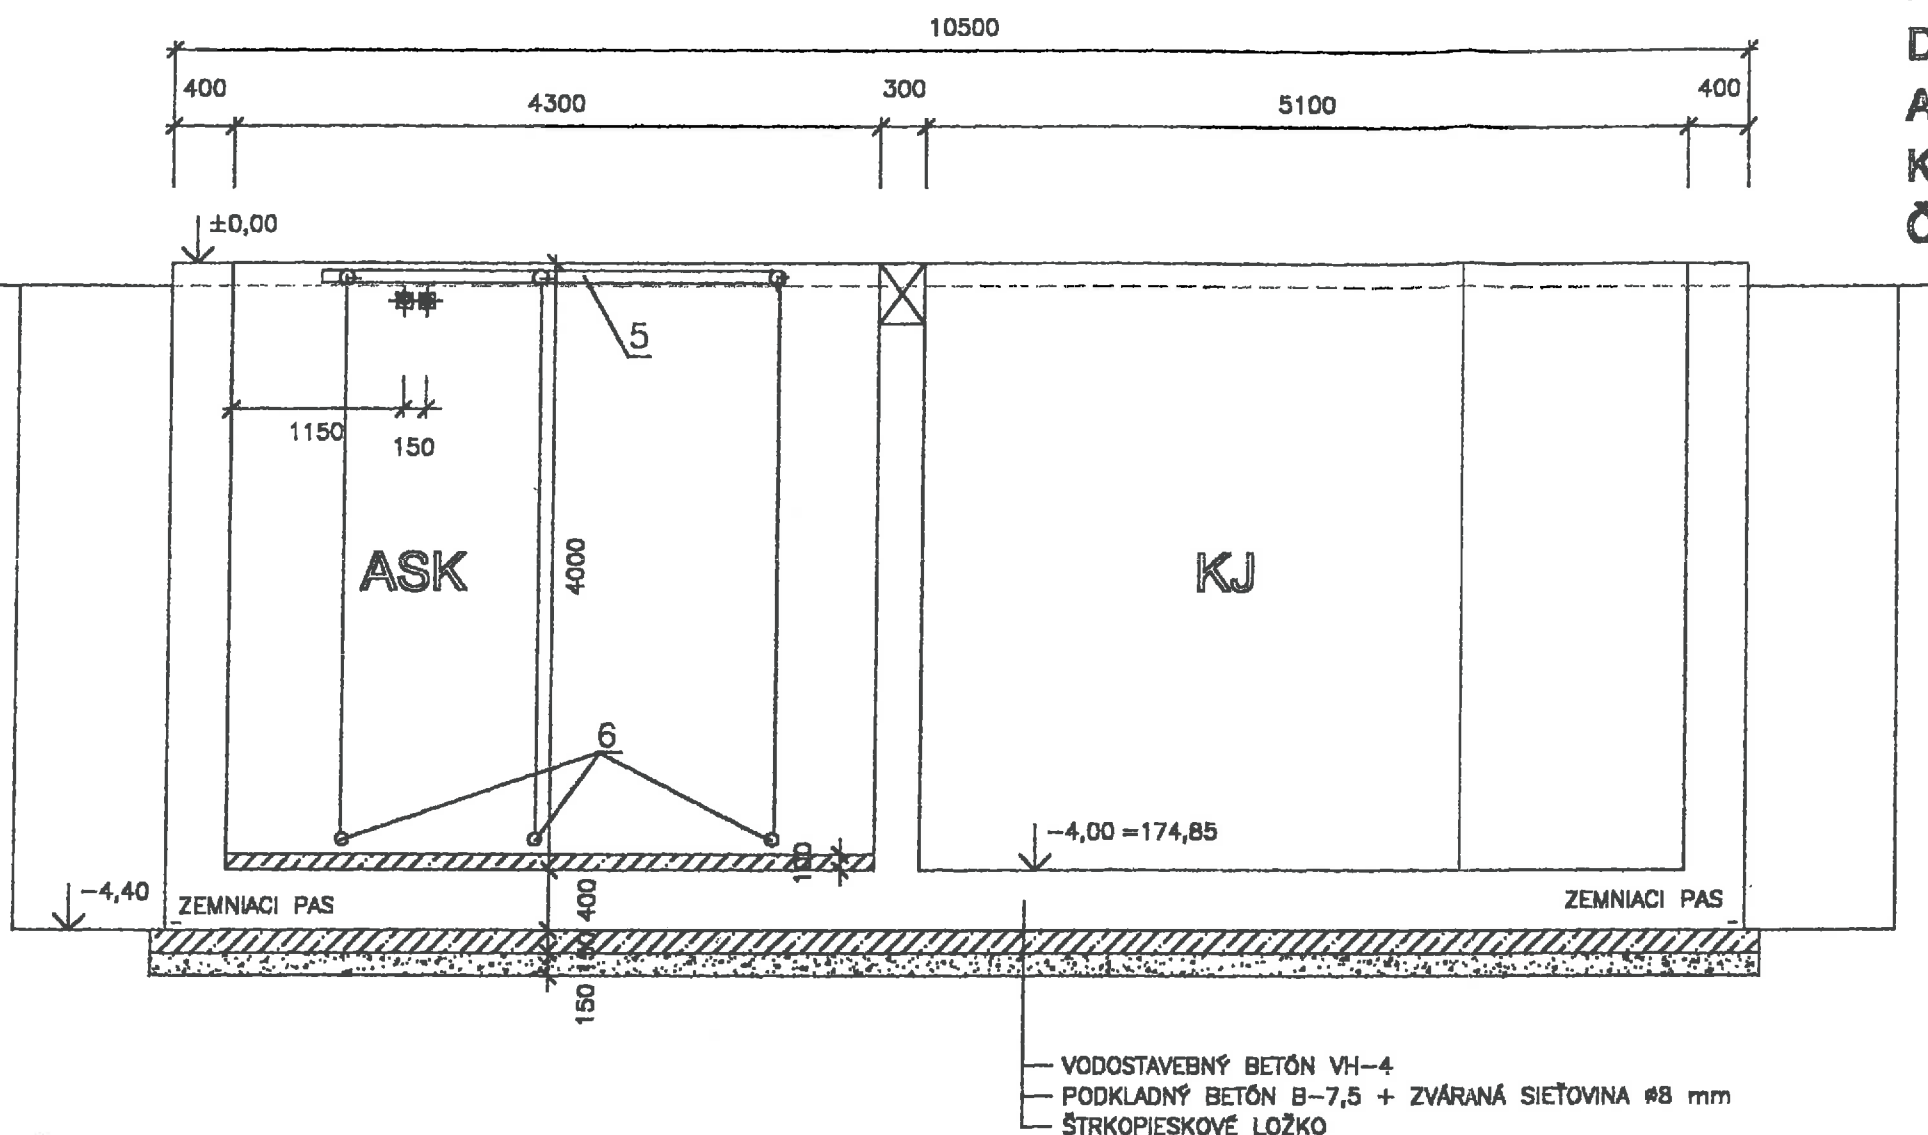 10500
400
4300
300
5100
400
D
A
K
Č
±0,00
5
1150
150
ASK
4000
KJ
6
-4,00 =174,85
-4,40
ZEMNIACI PAS
400
ZEMNIACI PAS
150
VODOSTAVEBNÝ BETÓN VH-4
PODKLADNÝ BETÓN B-7,5 + ZVÁRANÁ SIEŤOVINA ø8 mm
ŠTRKOPIESKOVÉ LOŽKO